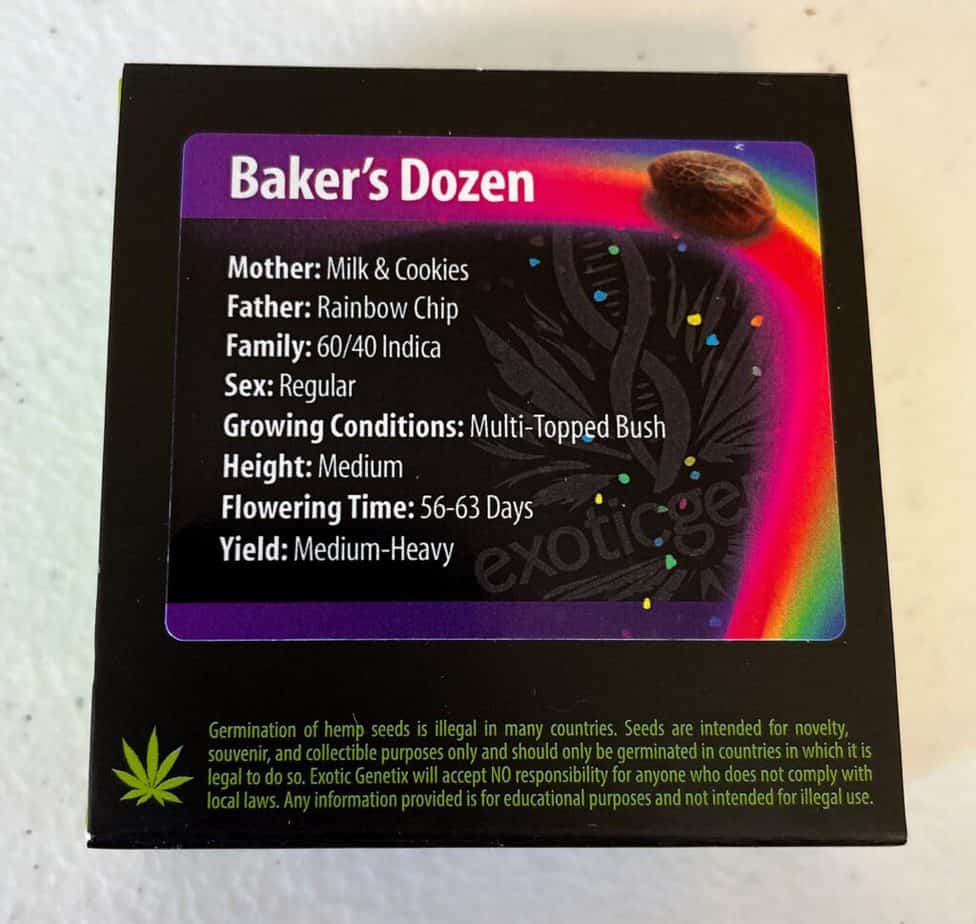 Baker's Dozen
Mother: Milk & Cookies
Father: Rainbow Chip
Family: 60/40 Indica
Sex: Regular
Growing Conditions: Multi-Topped Bush
Height: Medium
Flowering Time: 56-63 Days
Yield: Medium-Heavy
exoticgen
Germination of hemp seeds is illegal in many countries. Seeds are intended for novelty,
souvenir, and collectible purposes only and should only be germinated in countries in which it is
legal to do so. Exotic Genetix will accept NO responsibility for anyone who does not comply with
local laws. Any information provided is for educational purposes and not intended for illegal use.